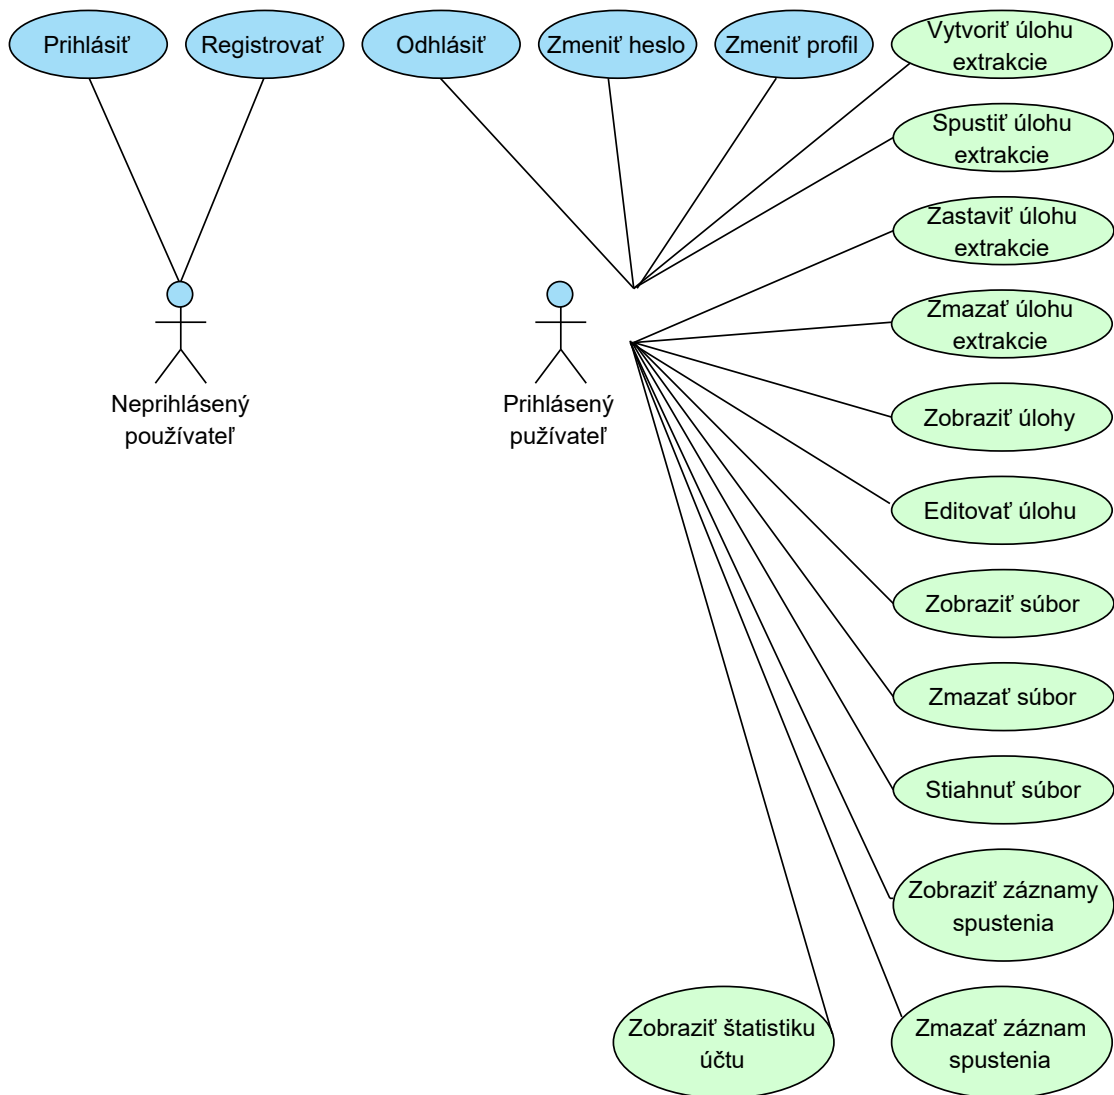 Prihlásiť
Registrovať
Odhlásiť
Zmeniť heslo
Zmeniť profil
Vytvoriť úlohu
extrakcie
Spustiť úlohu
extrakcie
Zastaviť úlohu
extrakcie
Zmazať úlohu
extrakcie
Neprihlásený
používateľ
Prihlásený
pužívateľ
Zobraziť úlohy
Editovať úlohu
Zobraziť súbor
Zmazať súbor
Stiahnuť súbor
Zobraziť záznamy
spustenia
Zobraziť štatistiku
účtu
Zmazať záznam
spustenia